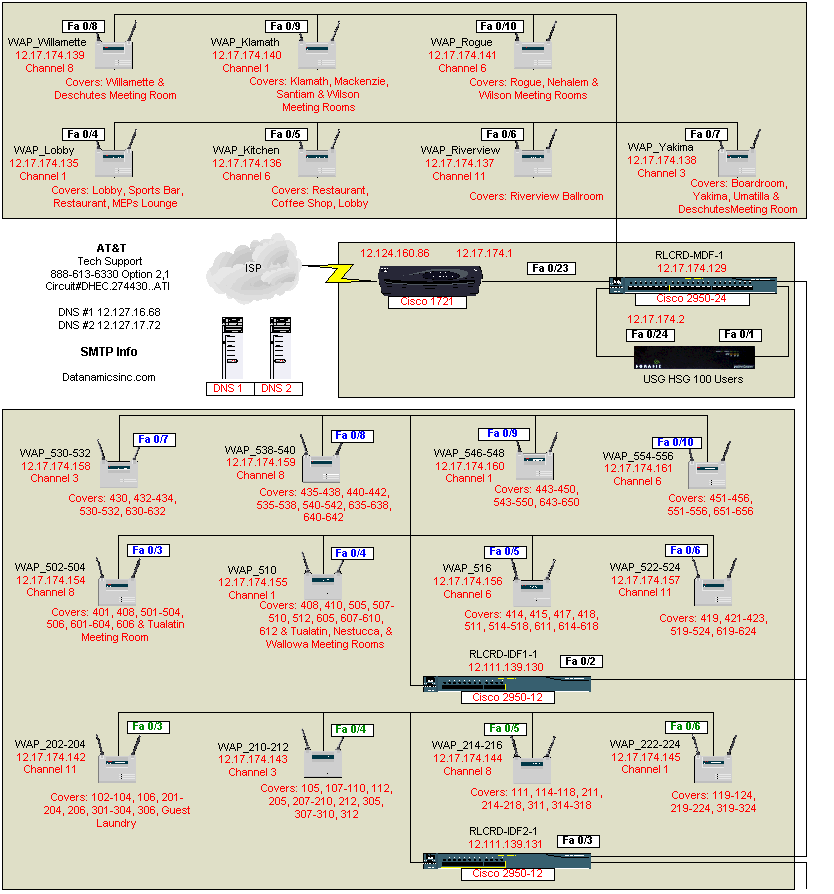 Fa 0/8
WAP_Willamette
12.17.174.139
Channel 8
Covers: Willamette &
Deschutes Meeting Room
Fa 0/9
WAP_Klamath
12.17.174.140
Channel 1
Covers: Klamath, Mackenzie,
Santiam & Wilson
Meeting Rooms
Fa 0/10
WAP_Rogue
12.17.174.141
Channel 6
Covers: Rogue, Nehalem &
Wilson Meeting Rooms
Fa 0/4
WAP_Lobby
12.17.174.135
Channel 1
Covers: Lobby, Sports Bar,
Restaurant, MEPs Lounge
Fa 0/5
WAP_Kitchen
12.17.174.136
Channel 6
Covers: Restaurant,
Coffee Shop, Lobby
Fa 0/6
WAP_Riverview
12.17.174.137
Channel 11
Covers: Riverview Ballroom
Fa 0/7
WAP_Yakima
12.17.174.138
Channel 3
Covers: Boardroom,
Yakima, Umatilla &
DeschutesMeeting Room
AT&T
Tech Support
888-613-6330 Option 2,1
Circuit#DHEC.274430..ATI
DNS #1 12.127.16.68
DNS #2 12.127.17.72
SMTP Info
Datanamicsinc.com
ISP
DNS 1
DNS 2
12.124.160.86
12.17.174.1
Cisco 1721
Fa 0/23
RLCRD-MDF-1
12.17.174.129
Cisco 2950-24
12.17.174.2
Fa 0/24
Fa 0/1
USG HSG 100 Users
Fa 0/7
WAP_530-532
12.17.174.158
Channel 3
Covers: 430, 432-434,
530-532, 630-632
Fa 0/8
WAP_538-540
12.17.174.159
Channel 8
Covers: 435-438, 440-442,
535-538, 540-542, 635-638,
640-642
Fa 0/9
WAP_546-548
12.17.174.160
Channel 1
Covers: 443-450,
543-550, 643-650
Fa 0/10
WAP_554-556
12.17.174.161
Channel 6
Covers: 451-456,
551-556, 651-656
Fa 0/3
WAP_502-504
12.17.174.154
Channel 8
Covers: 401, 408, 501-504,
506, 601-604, 606 & Tualatin
Meeting Room
Fa 0/4
WAP_510
12.17.174.155
Channel 1
Covers: 408, 410, 505, 507-
510, 512, 605, 607-610,
612 & Tualatin, Nestucca, &
Wallowa Meeting Rooms
Fa 0/5
WAP_516
12.17.174.156
Channel 6
Covers: 414, 415, 417, 418,
511, 514-518, 611, 614-618
Fa 0/6
WAP_522-524
12.17.174.157
Channel 11
Covers: 419, 421-423,
519-524, 619-624
RLCRD-IDF1-1
12.111.139.130
Fa 0/2
Cisco 2950-12
Fa 0/3
WAP_202-204
12.17.174.142
Channel 11
Covers: 102-104, 106, 201-
204, 206, 301-304, 306, Guest
Laundry
Fa 0/4
WAP_210-212
12.17.174.143
Channel 3
Covers: 105, 107-110, 112,
205, 207-210, 212, 305,
307-310, 312
Fa 0/5
WAP_214-216
12.17.174.144
Channel 8
Covers: 111, 114-118, 211,
214-218, 311, 314-318
Fa 0/6
WAP_222-224
12.17.174.145
Channel 1
Covers: 119-124,
219-224, 319-324
RLCRD-IDF2-1
12.111.139.131
Fa 0/3
Cisco 2950-12